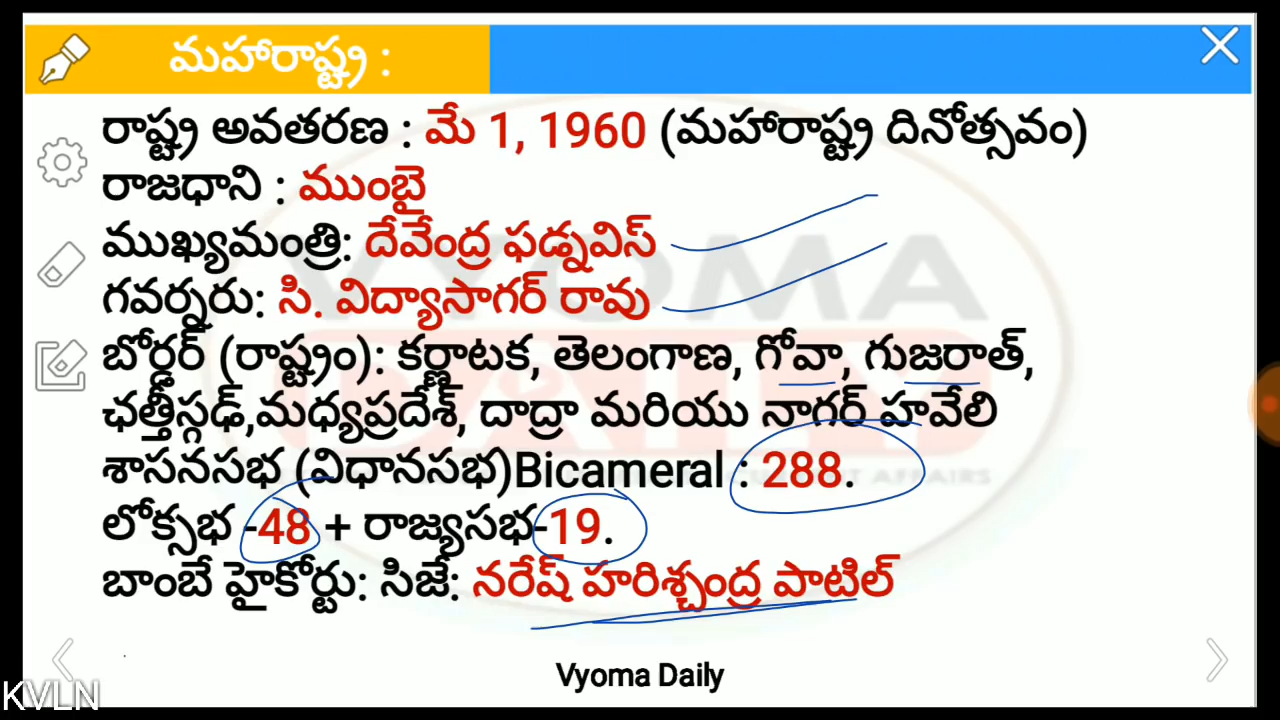 మహారాష్ట్ర :
రాష్ట్ర అవతరణ : మే 1, 1960 (మహారాష్ట్ర దినోత్సవం)
రాజధాని : ముంబై
ముఖ్యమంత్రి: దేవేంద్ర ఫడ్నవిస్
గవర్నరు: సి. విద్యాసాగర్ రావు
బోర్డర్ (రాష్ట్రం): కర్ణాటక, తెలంగాణ, గోవా, గుజరాత్,
ఛత్తీస్గఢ్,మధ్యప్రదేశ్, దాద్రా మరియు నాగర్ హవేలి
శాసనసభ (విధానసభ)Bicameral : 288.
లోక్సభ -48 + రాజ్యసభ-19.
బాంబే హైకోర్టు: సిజే: నరేష్ హరిశ్చంద్ర పాటిల్
Vyoma Daily
KVLN